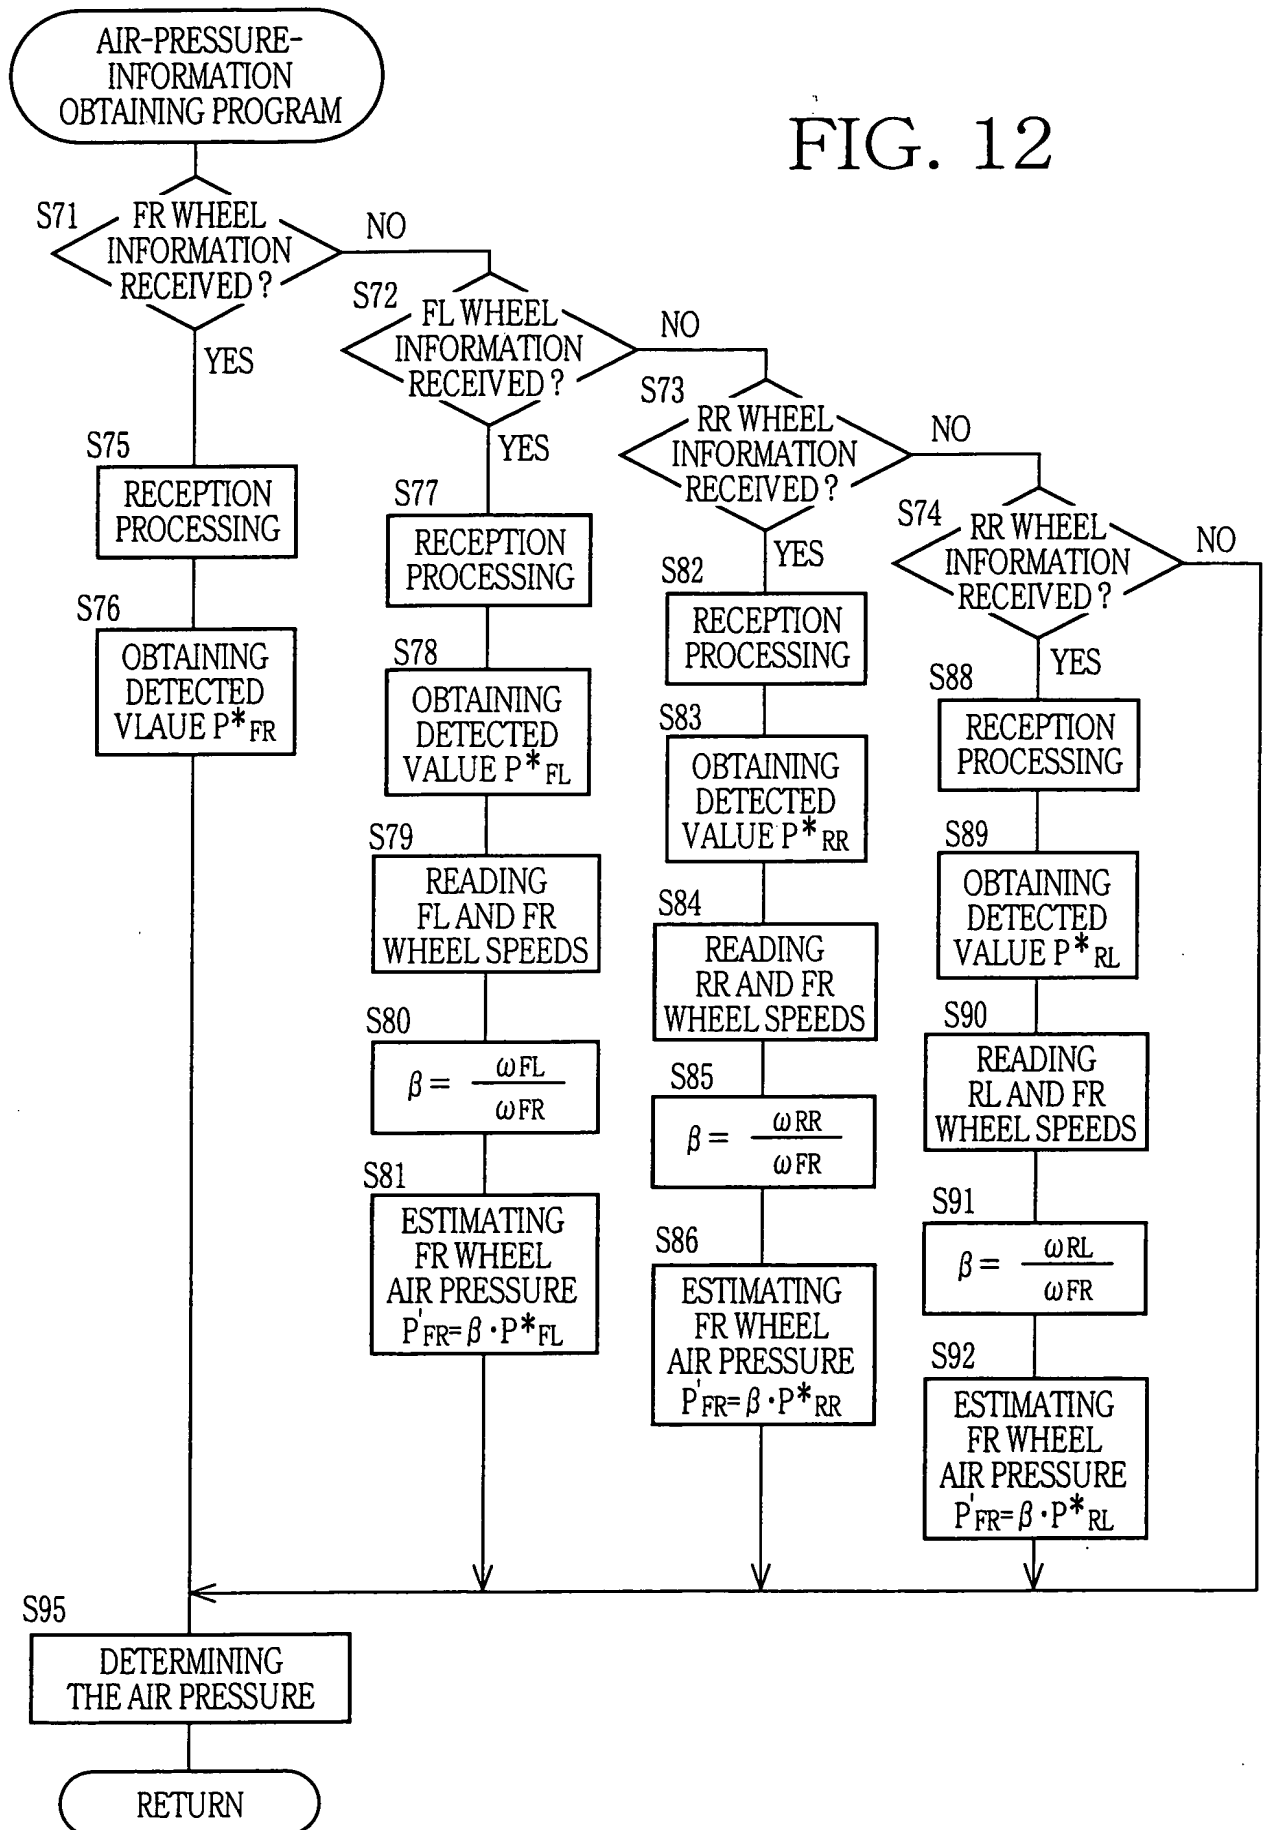 AIR-PRESSURE-
INFORMATION
OBTAINING PROGRAM
FIG. 12
S71
FR WHEEL
INFORMATION
RECEIVED?
NO
YES
S72
FL WHEEL
INFORMATION
RECEIVED?
NO
YES
S73
RR WHEEL
INFORMATION
RECEIVED?
NO
YES
S74
RR WHEEL
INFORMATION
RECEIVED?
NO
YES
S75
RECEPTION
PROCESSING
S76
OBTAINING
DETECTED
VLAUE P*FR
S77
RECEPTION
PROCESSING
S78
OBTAINING
DETECTED
VALUE P*FL
S79
READING
FL AND FR
WHEEL SPEEDS
S80
β = ωFL
ωFR
S81
ESTIMATING
FR WHEEL
AIR PRESSURE
P'FR=β·P*FL
S82
RECEPTION
PROCESSING
S83
OBTAINING
DETECTED
VALUE P*RR
S84
READING
RR AND FR
WHEEL SPEEDS
S85
β = ωRR
ωFR
S86
ESTIMATING
FR WHEEL
AIR PRESSURE
P'FR=β·P*RR
S88
RECEPTION
PROCESSING
S89
OBTAINING
DETECTED
VALUE P*RL
S90
READING
RL AND FR
WHEEL SPEEDS
S91
β = ωRL
ωFR
S92
ESTIMATING
FR WHEEL
AIR PRESSURE
P'FR=β·P*RL
S95
DETERMINING
THE AIR PRESSURE
RETURN